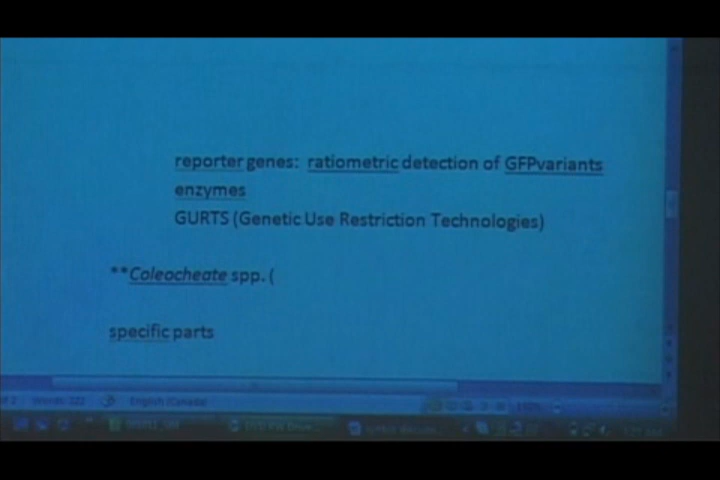 reporter genes: ratiometric detection of GFPvariants
enzymes
GURTS (Genetic Use Restriction Technologies)
**Coleocheate spp. (
specific parts
English (Canada)